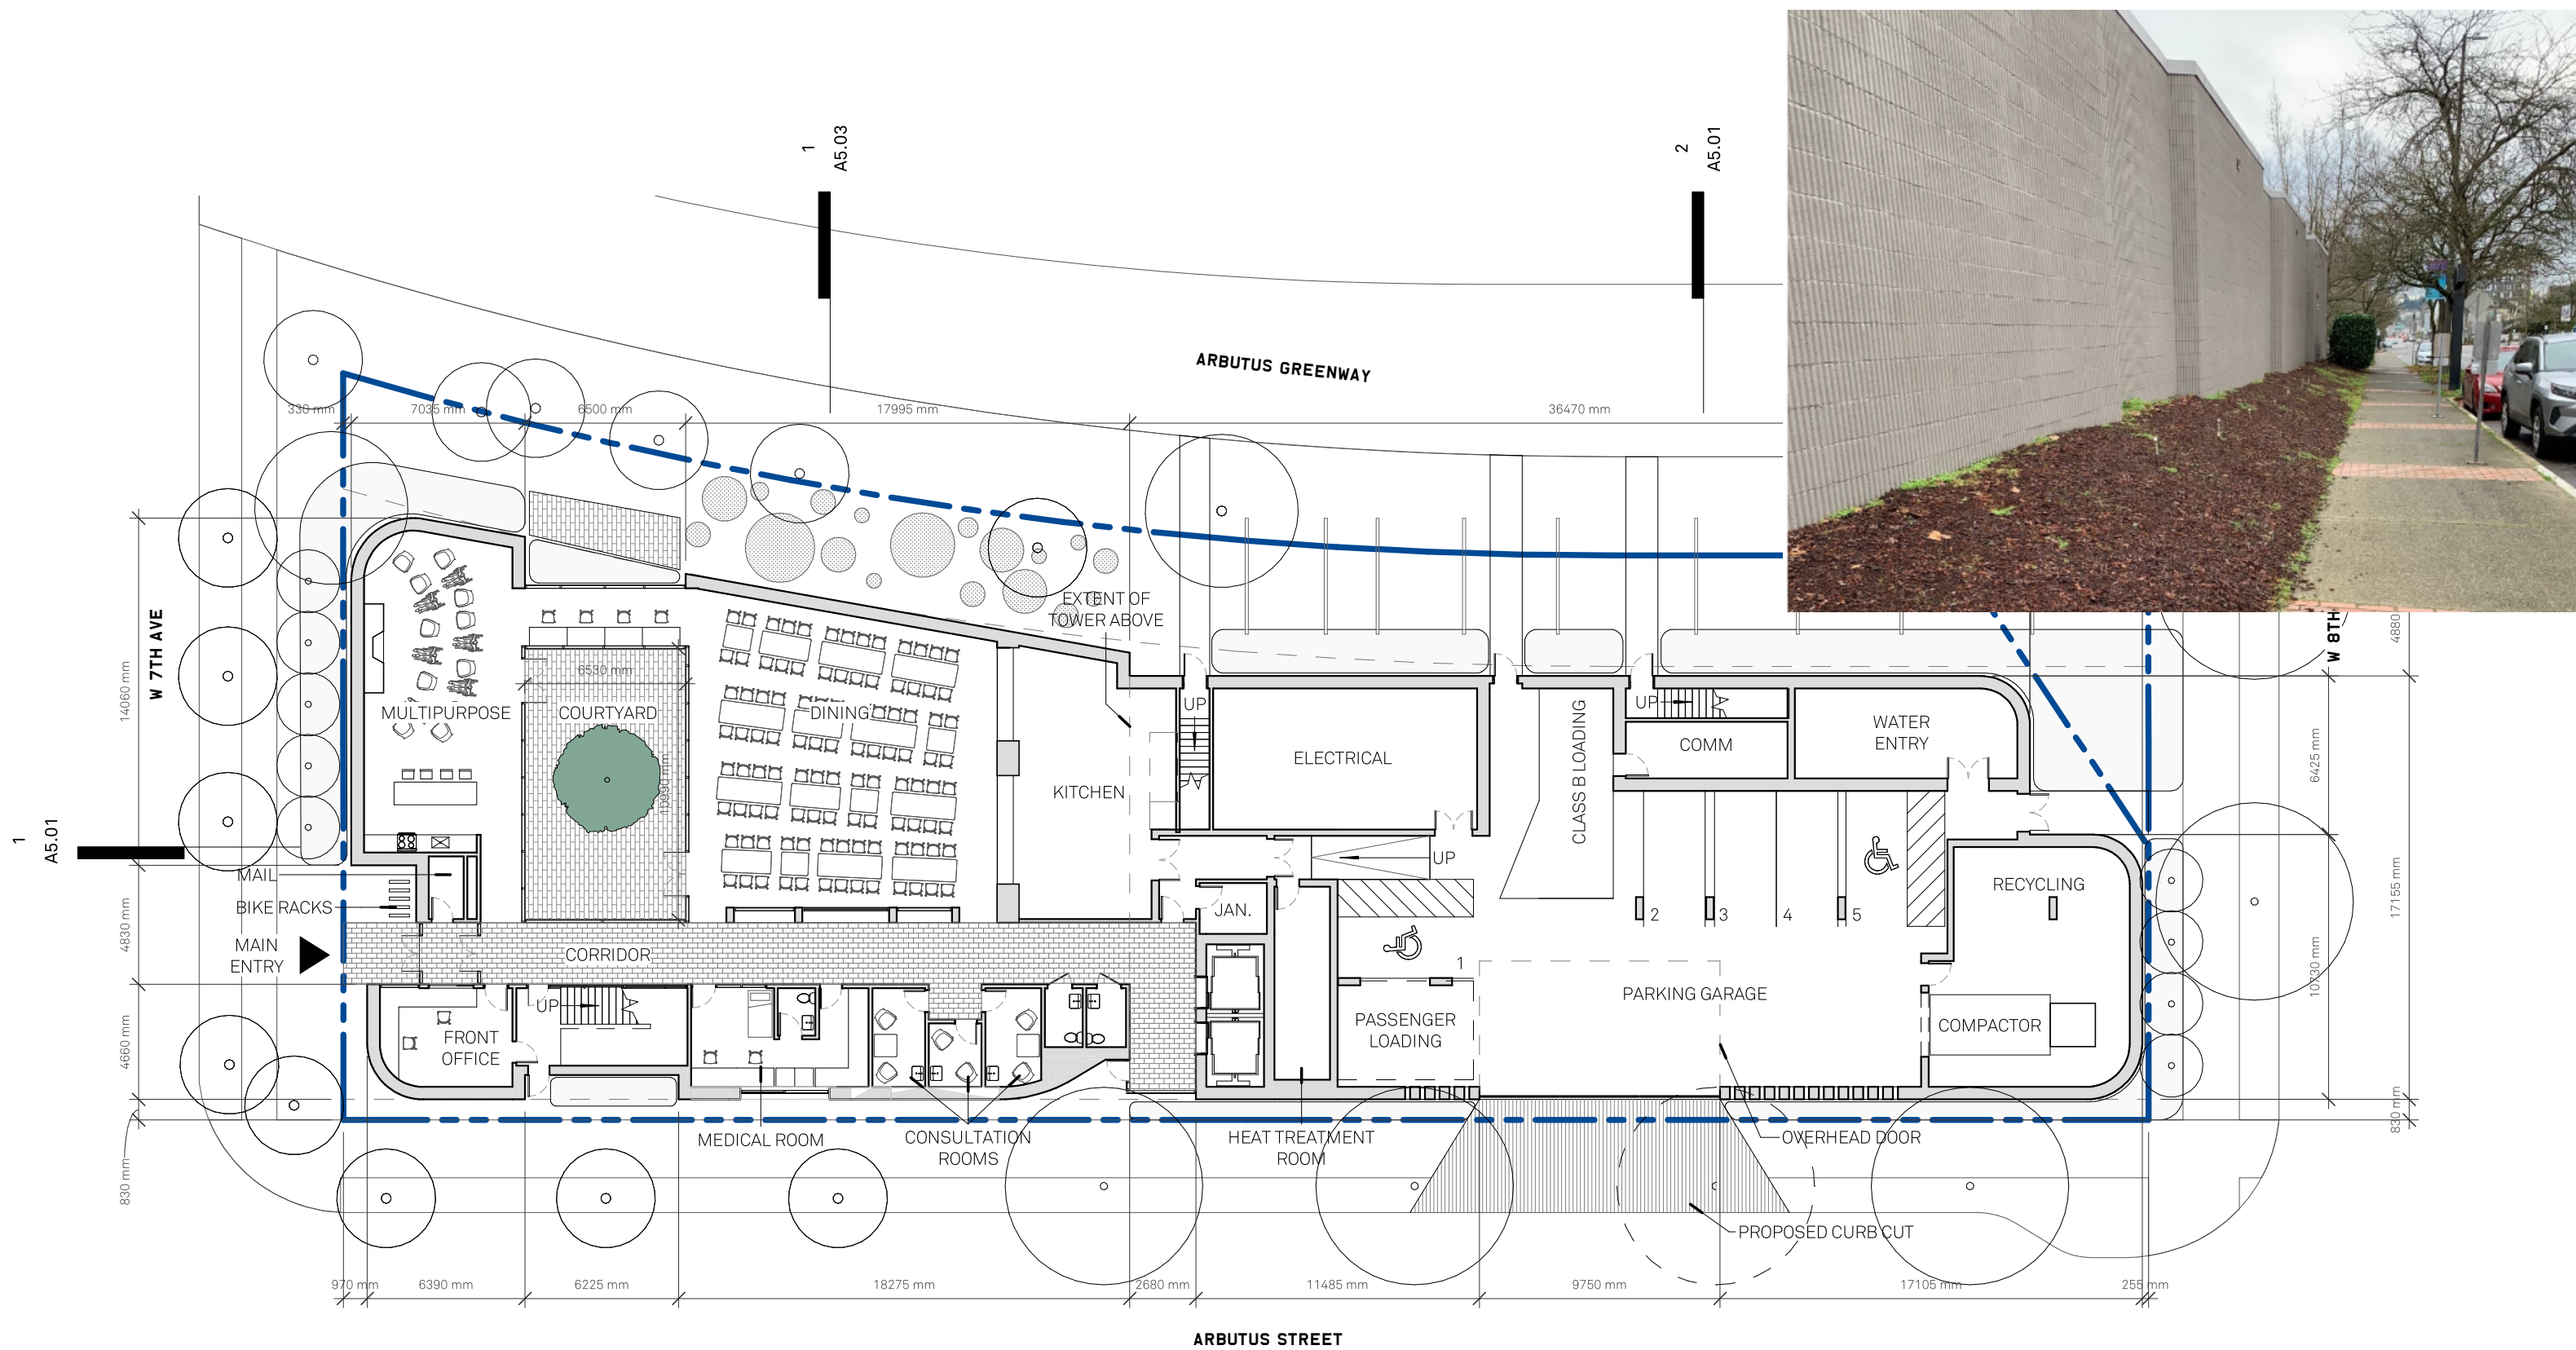 1
A5.03
2
A5.01
ARBUTUS GREENWAY
330 mm
7035 mm
6500 mm
17995 mm
36470 mm
EXTENT OF
TOWER ABOVE
W 7TH AVE
W 8TH
14060 mm
4830 mm
4660 mm
830 mm
4880
6425 mm
17155 mm
10730 mm
830 mm
6530 mm
10990 mm
MULTIPURPOSE
COURTYARD
DINING
KITCHEN
UP
ELECTRICAL
CLASS B LOADING
UP
COMM
WATER
ENTRY
1
A5.01
MAIL
BIKE RACKS
MAIN
ENTRY
CORRIDOR
JAN.
UP
RECYCLING
2
3
4
5
1
PARKING GARAGE
PASSENGER
LOADING
COMPACTOR
UP
FRONT
OFFICE
MEDICAL ROOM
CONSULTATION
ROOMS
HEAT TREATMENT
ROOM
OVERHEAD DOOR
PROPOSED CURB CUT
970 mm
6390 mm
6225 mm
18275 mm
2680 mm
11485 mm
9750 mm
17105 mm
255 mm
ARBUTUS STREET